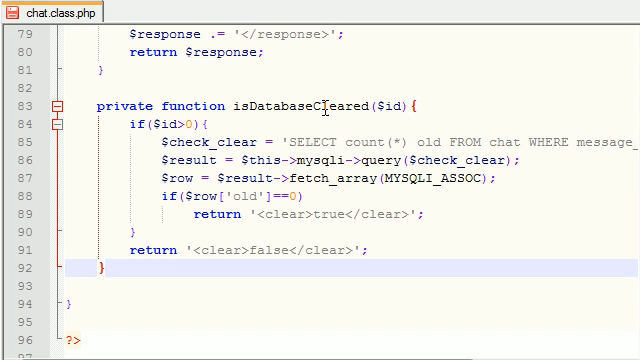 chat.class.php
79 $response .= '</response>';
80 return $response;
81 }
82
83 private function isDatabaseCleared($id){
84 if($id>0){
85 $check_clear = 'SELECT count(*) old FROM chat WHERE message_
86 $result = $this->mysqli->query($check_clear);
87 $row = $result->fetch_array(MYSQLI_ASSOC);
88 if($row['old']==0)
89 return '<clear>true</clear>';
90 }
91 return '<clear>false</clear>';
92 }
93
94 }
95
96 ?>
97